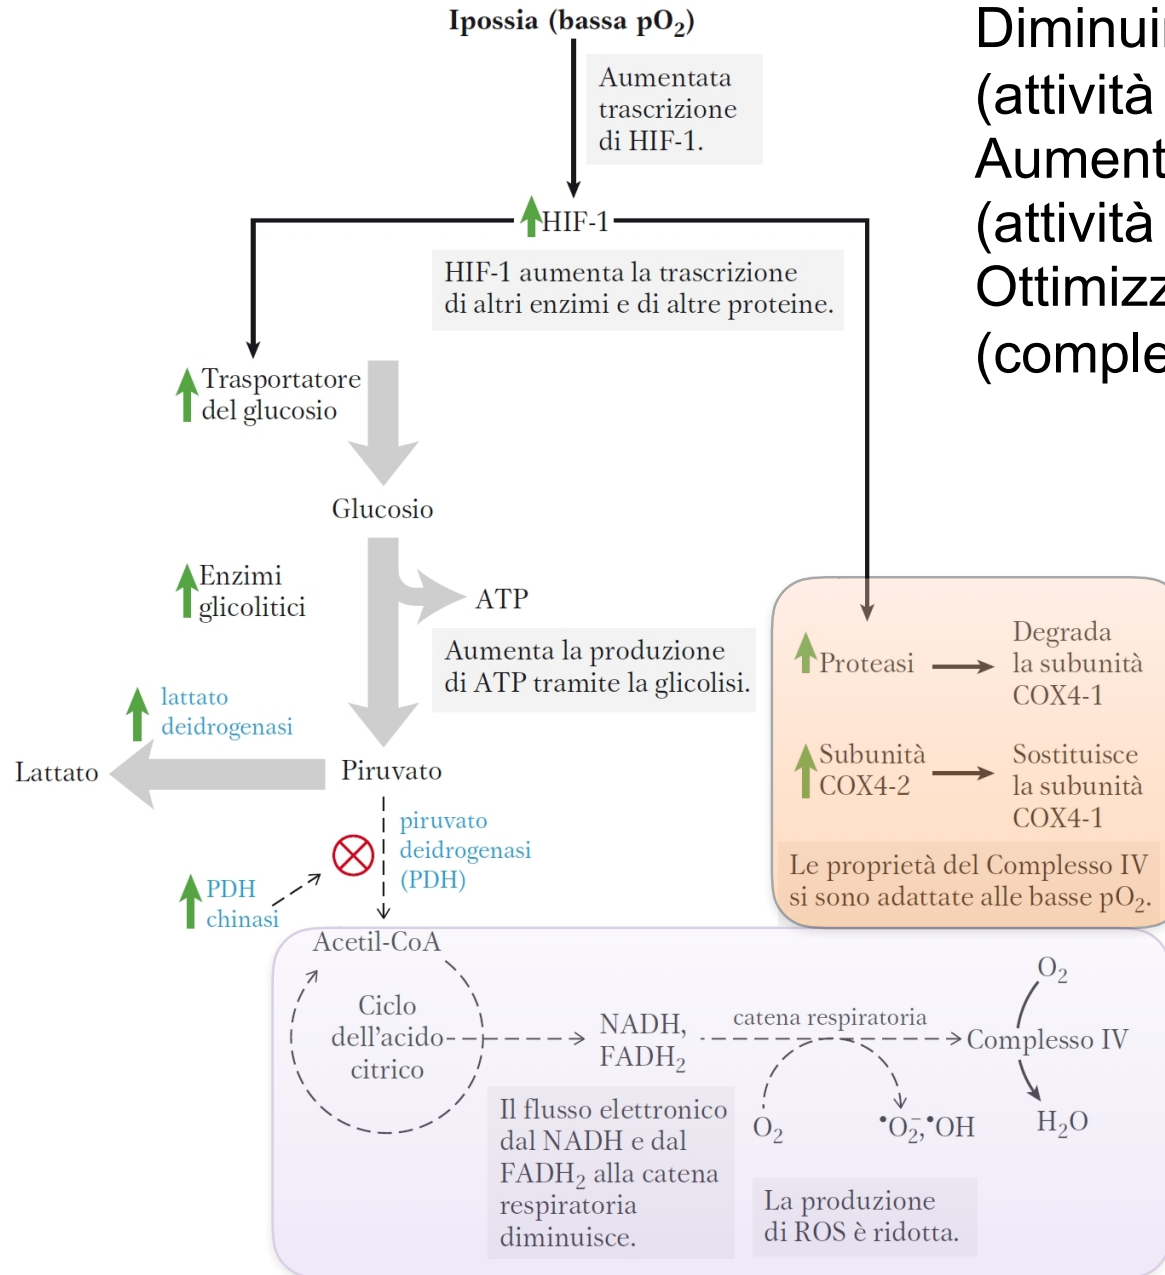 Ipossia (bassa pO₂)
Aumentata
trascrizione
di HIF-1.
HIF-1
HIF-1 aumenta la trascrizione
di altri enzimi e di altre proteine.
Trasportatore
del glucosio
Glucosio
Enzimi
glicolitici
ATP
Aumenta la produzione
di ATP tramite la glicolisi.
lattato
deidrogenasi
Lattato
Piruvato
piruvato
deidrogenasi
(PDH)
PDH
chinasi
Proteasi
Degrada
la subunità
COX4-1
Subunità
COX4-2
Sostituisce
la subunità
COX4-1
Le proprietà del Complesso IV
si sono adattate alle basse pO₂.
Acetil-CoA
Ciclo
dell'acido
citrico
NADH,
FADH₂
catena respiratoria
O₂
Complesso IV
H₂O
O₂
•O₂⁻,•OH
Il flusso elettronico
dal NADH e dal
FADH₂ alla catena
respiratoria
diminuisce.
La produzione
di ROS è ridotta.
(attività
(attività